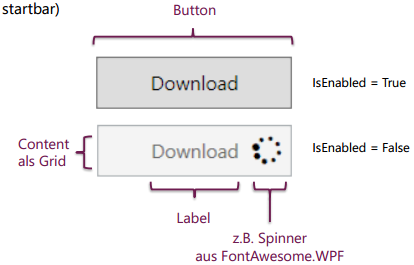 startbar)
Button
Download
IsEnabled = True
Content
als Grid
Download
IsEnabled = False
Label
z.B. Spinner
aus FontAwesome.WPF